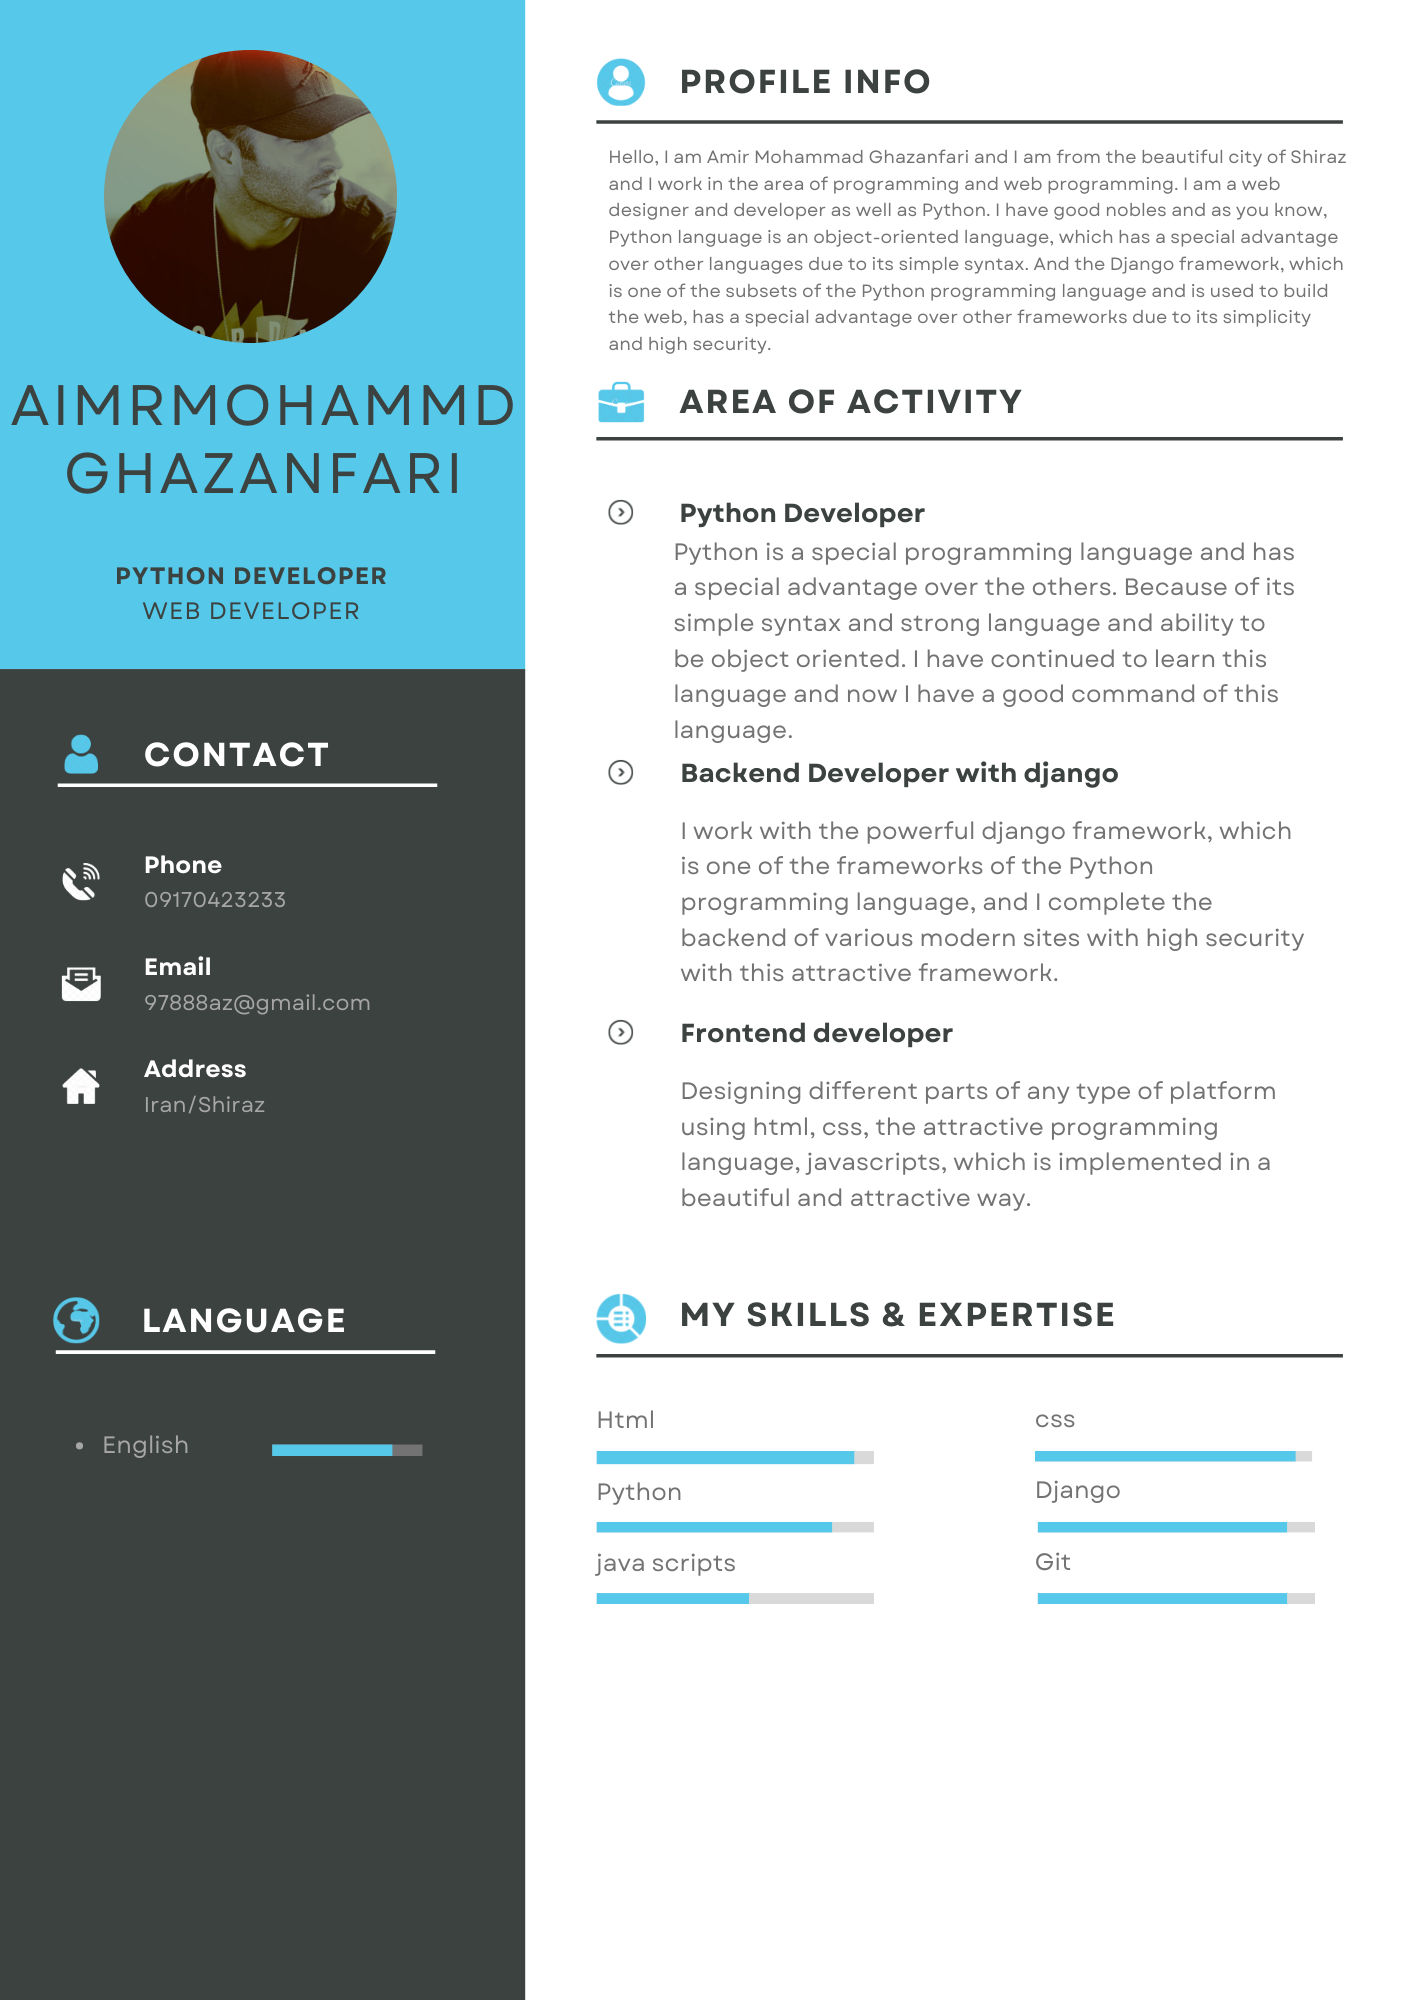 AIMRMOHAMMD
GHAZANFARI
PYTHON DEVELOPER
WEB DEVELOPER
CONTACT
Phone
09170423233
Email
97888az@gmail.com
Address
Iran/Shiraz
LANGUAGE
• English
PROFILE INFO
Hello, I am Amir Mohammad Ghazanfari and I am from the beautiful city of Shiraz
and I work in the area of programming and web programming. I am a web
designer and developer as well as Python. I have good nobles and as you know,
Python language is an object-oriented language, which has a special advantage
over other languages due to its simple syntax. And the Django framework, which
is one of the subsets of the Python programming language and is used to build
the web, has a special advantage over other frameworks due to its simplicity
and high security.
AREA OF ACTIVITY
Python Developer
Python is a special programming language and has
a special advantage over the others. Because of its
simple syntax and strong language and ability to
be object oriented. I have continued to learn this
language and now I have a good command of this
language.
Backend Developer with django
I work with the powerful django framework, which
is one of the frameworks of the Python
programming language, and I complete the
backend of various modern sites with high security
with this attractive framework.
Frontend developer
Designing different parts of any type of platform
using html, css, the attractive programming
language, javascripts, which is implemented in a
beautiful and attractive way.
MY SKILLS & EXPERTISE
Html
css
Python
Django
java scripts
Git